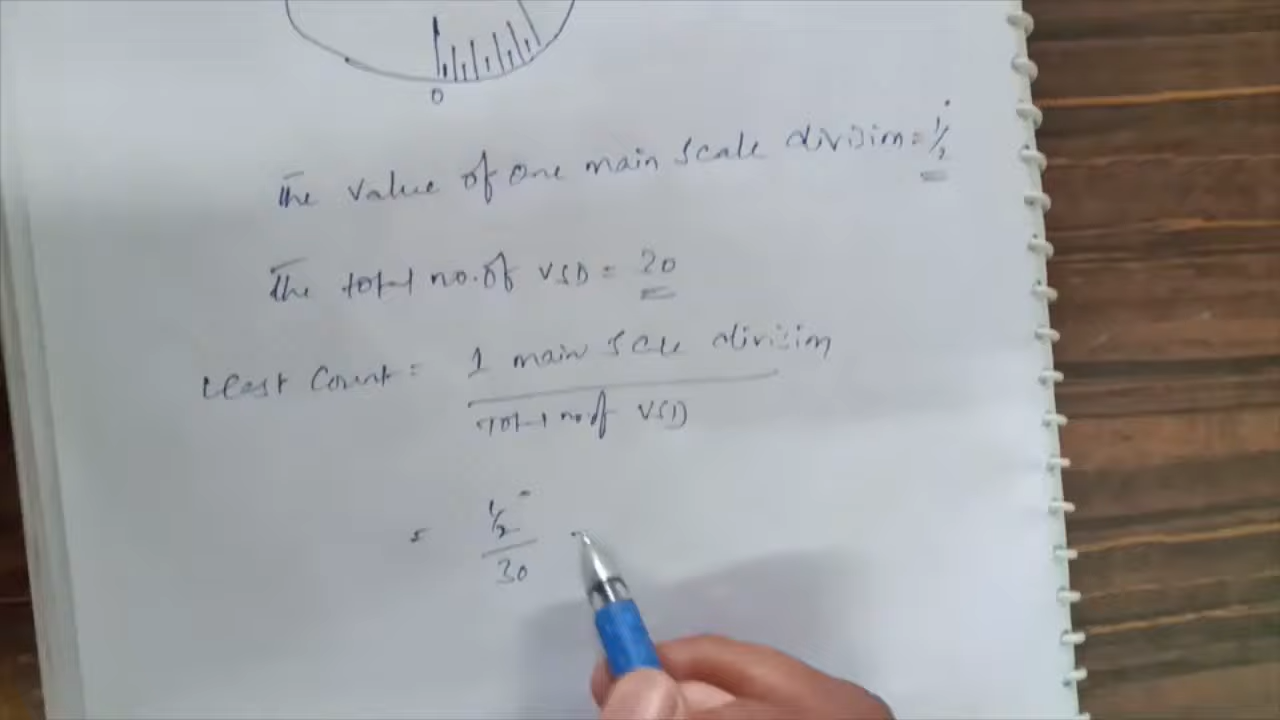 0
The value of one main scale division = 1/2°
The total no. of VSD = 30
Least Count = 1 main scale division
Total no. of VSD
= 1/2°
30